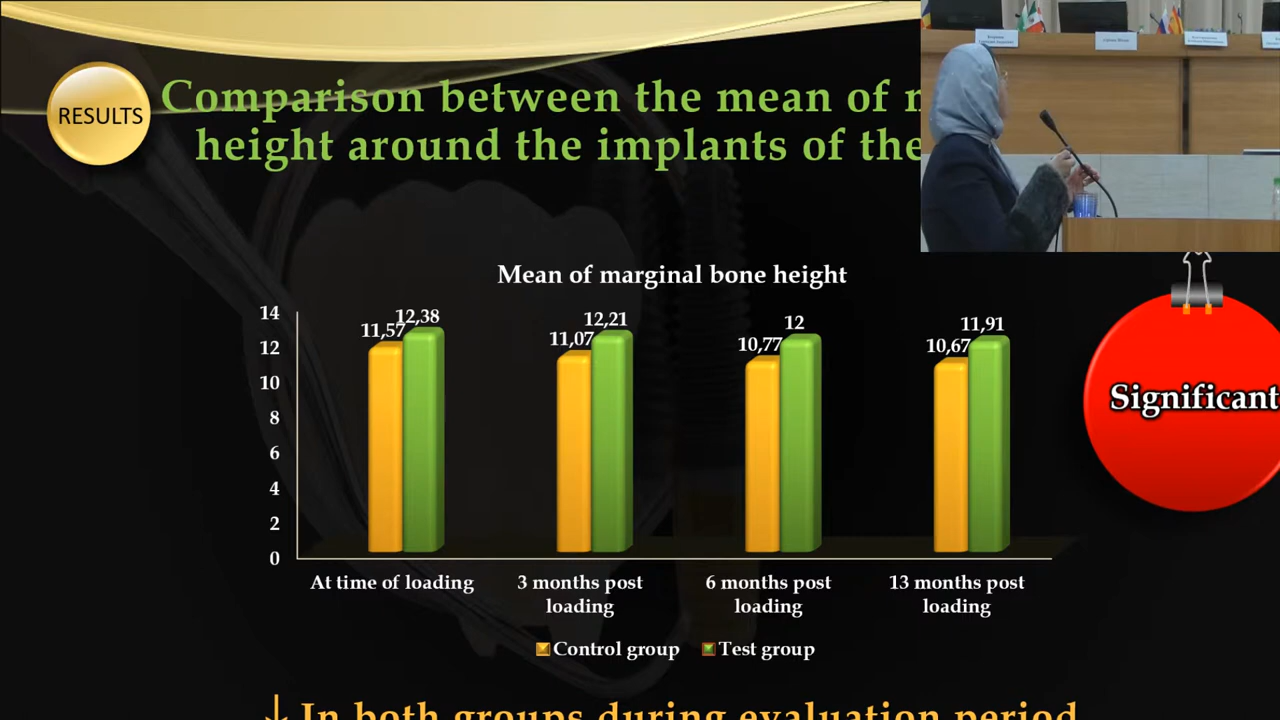 RESULTS
Comparison between the mean of
height around the implants of the
Mean of marginal bone height
14
12
10
8
6
4
2
0
11,57
12,38
11,07
12,21
10,77
12
10,67
11,91
Significant
At time of loading
3 months post
loading
6 months post
loading
13 months post
loading
Control group
Test group
↓ In both groups during evaluation period